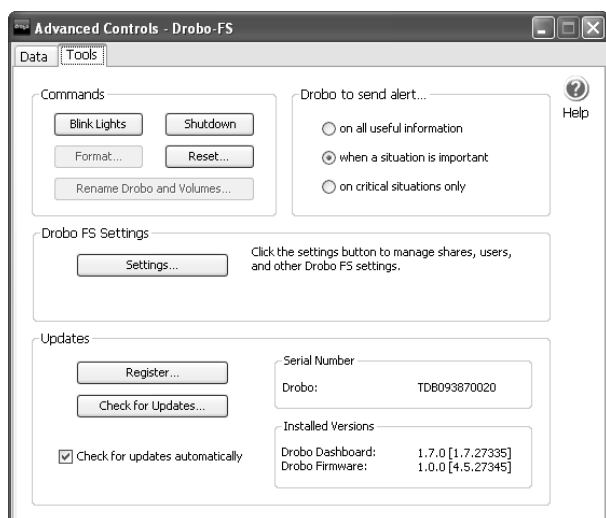 Advanced Controls - Drobo-FS
Data
Tools
Commands
Blink Lights
Shutdown
Format...
Reset...
Rename Drobo and Volumes...
Drobo to send alert...
on all useful information
when a situation is important
on critical situations only
Help
Drobo FS Settings
Settings...
Click the settings button to manage shares, users,
and other Drobo FS settings.
Updates
Register...
Check for Updates...
Check for updates automatically
Serial Number
Drobo: TDB093870020
Installed Versions
Drobo Dashboard: 1.7.0 [1.7.27335]
Drobo Firmware: 1.0.0 [4.5.27345]